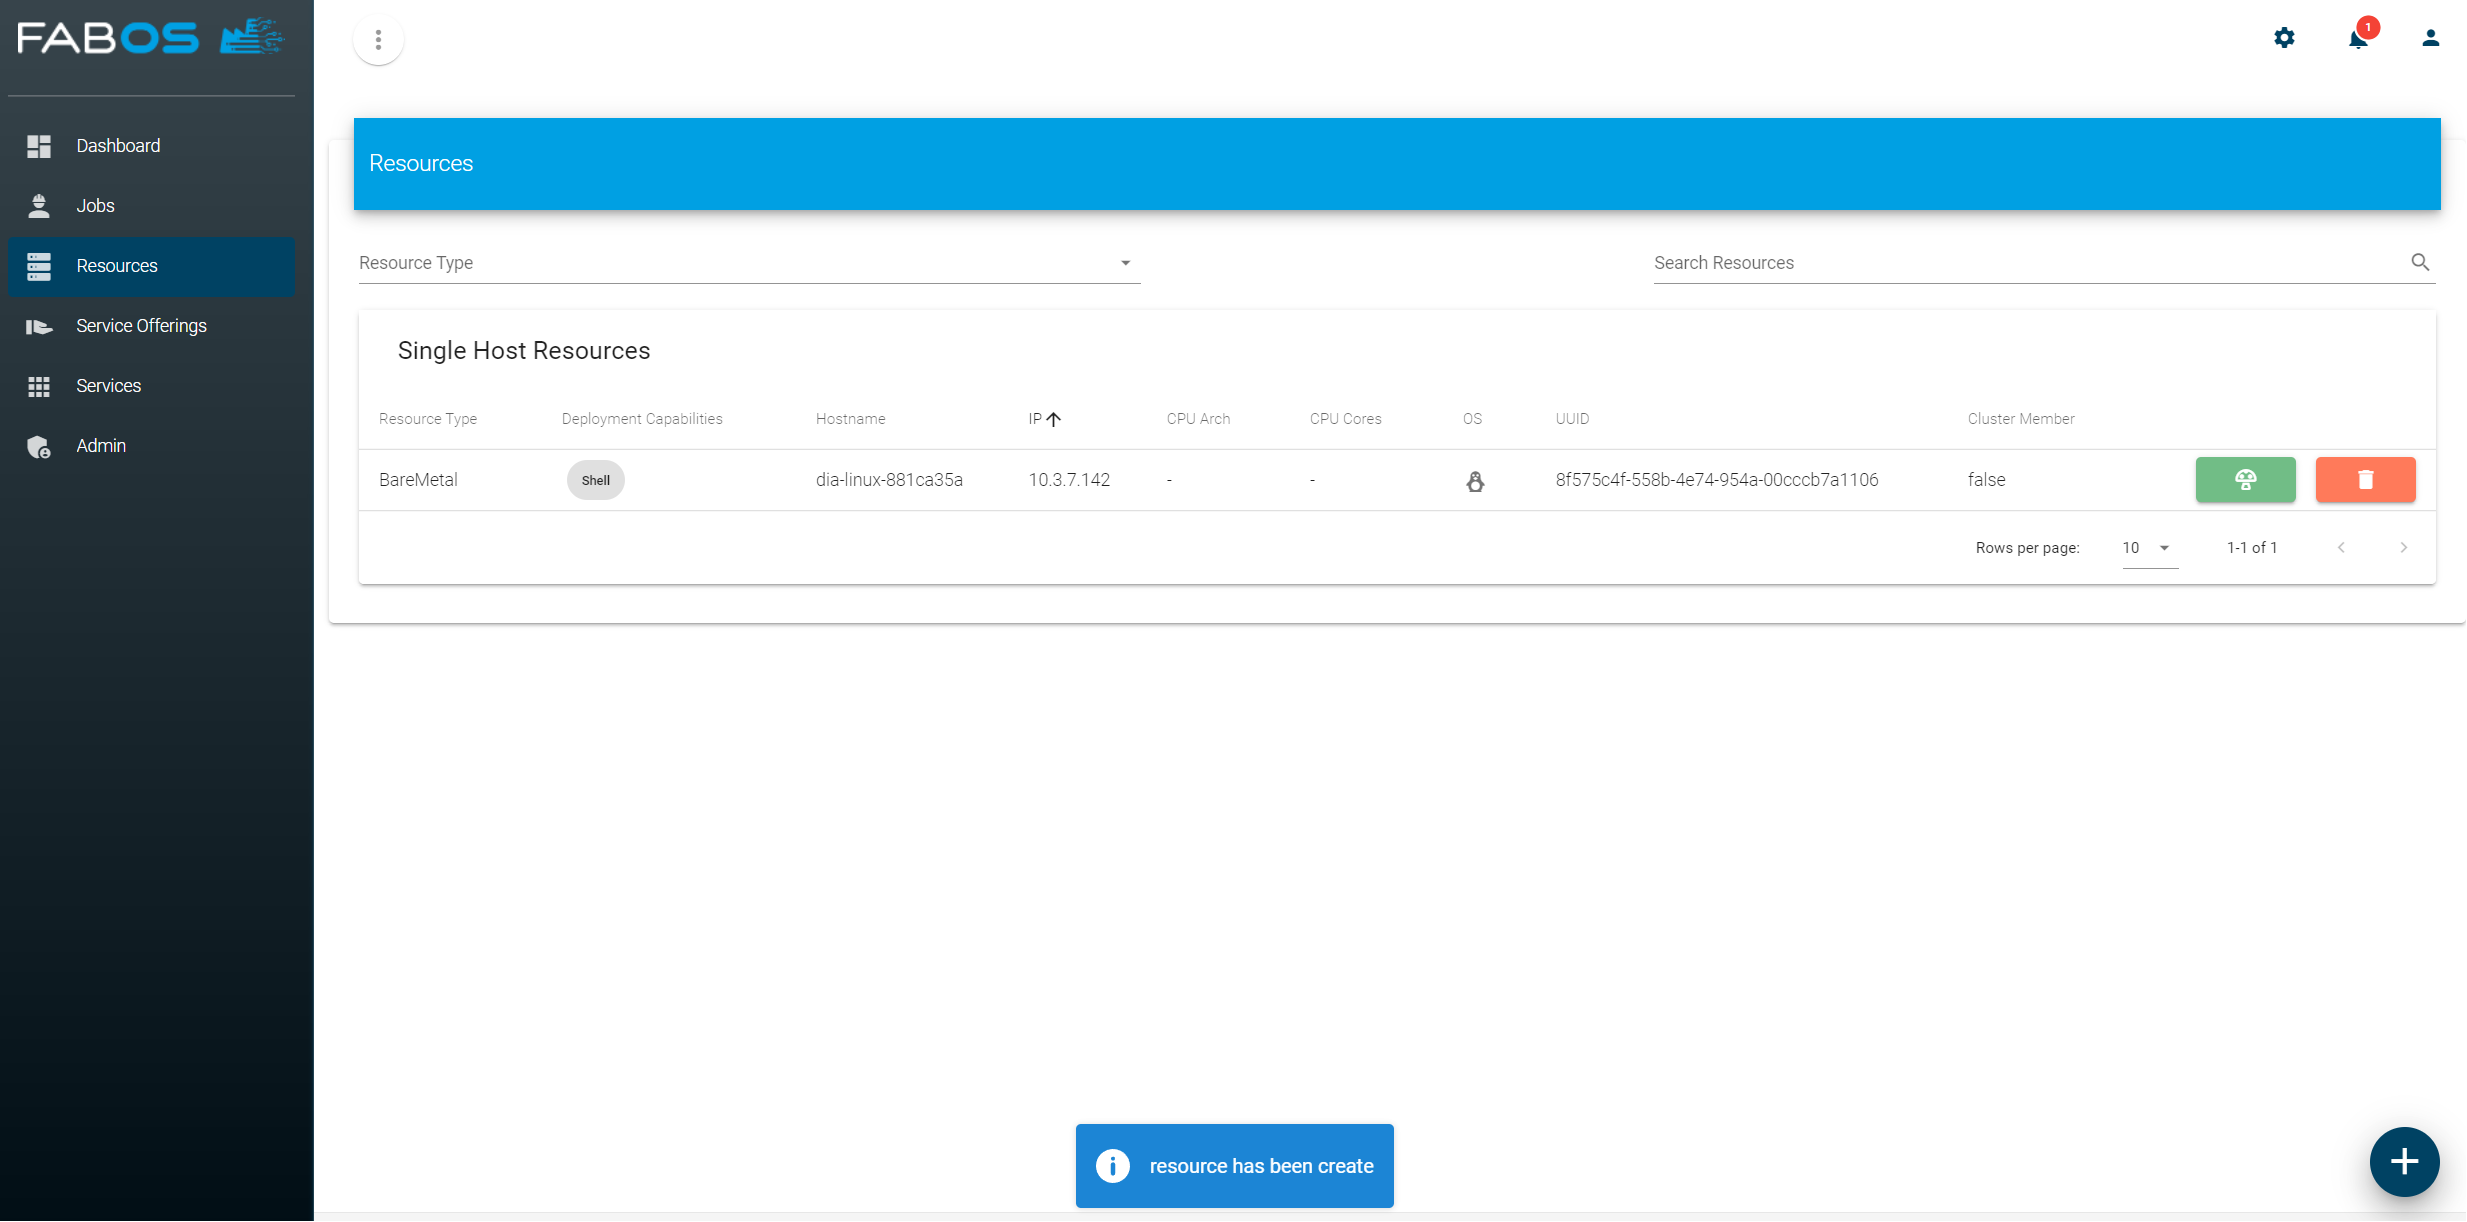 FABOS
1
Dashboard
Jobs
Resources
Service Offerings
Services
Admin
Resources
Resource Type
Search Resources
Single Host Resources
Resource Type Deployment Capabilities Hostname IP CPU Arch CPU Cores OS UUID Cluster Member
BareMetal Shell dia-linux-881ca35a 10.3.7.142 - - 8f575c4f-558b-4e74-954a-00cccb7a1106 false
Rows per page: 10 1-1 of 1
resource has been create